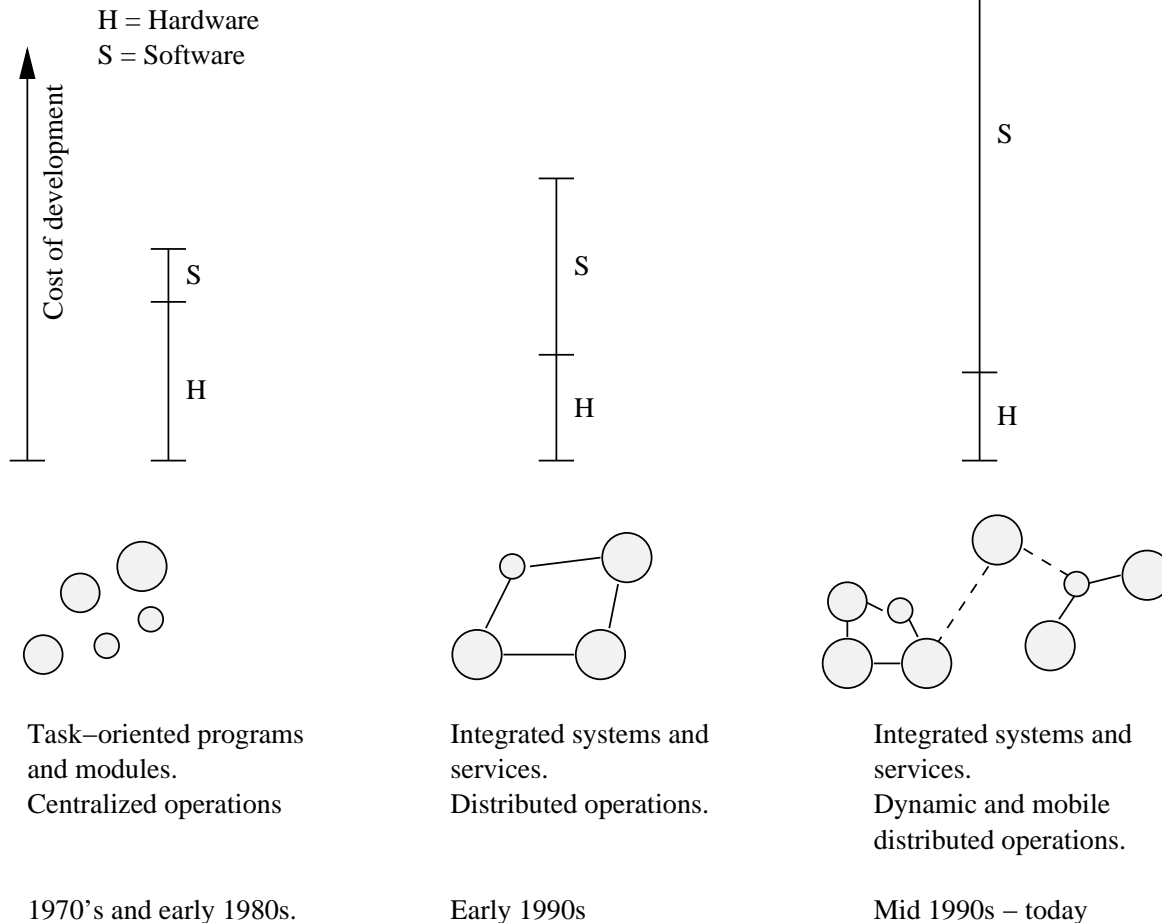 H = Hardware
S = Software
Cost of development
S
H
S
H
S
H
Task−oriented programs
and modules.
Centralized operations
Integrated systems and
services.
Distributed operations.
Integrated systems and
services.
Dynamic and mobile
distributed operations.
1970's and early 1980s.
Early 1990s
Mid 1990s − today